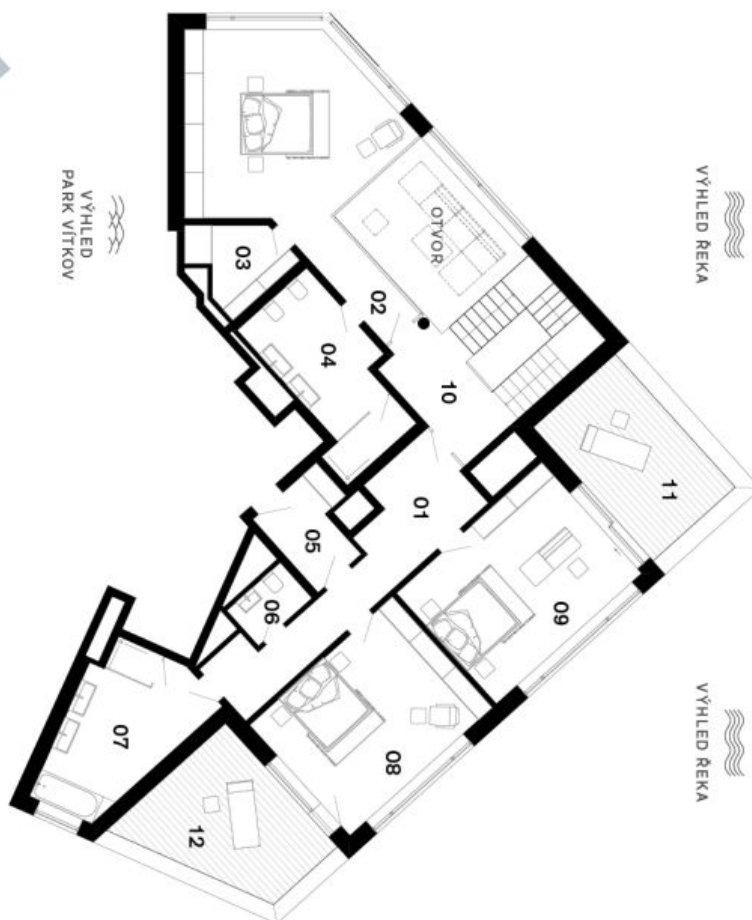 VÝHLED ŘEKA
VÝHLED ŘEKA
11
09
10
OTVOR
01
08
02
04
05
06
03
12
07
VÝHLED
PARK VÍTKOV